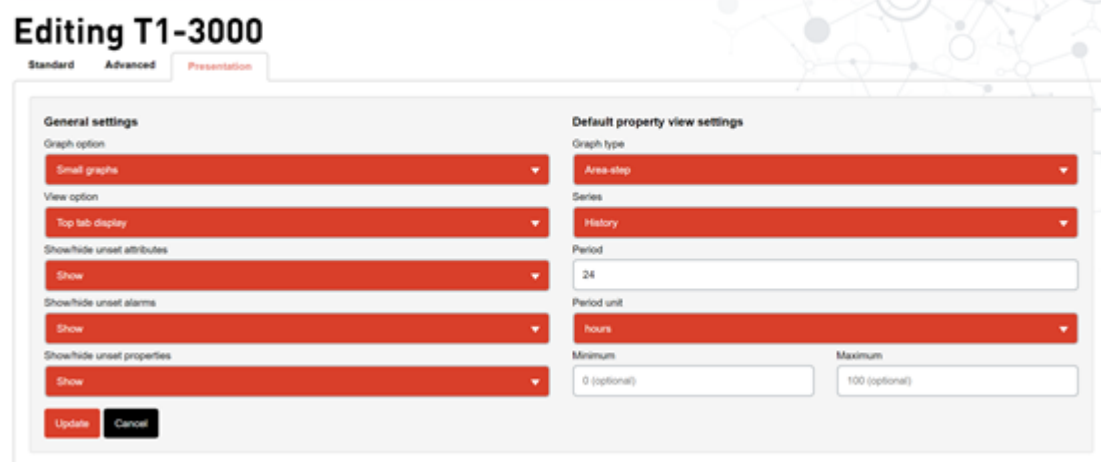 Editing T1-3000
Standard Advanced Presentation
General settings
Graph option
Small graphs
View option
Top tab display
Show/hide unset attributes
Show
Show/hide unset alarms
Show
Show/hide unset properties
Show
Update Cancel
Default property view settings
Graph type
Area-step
Series
History
Period
24
Period unit
hours
Minimum Maximum
0 (optional) 100 (optional)